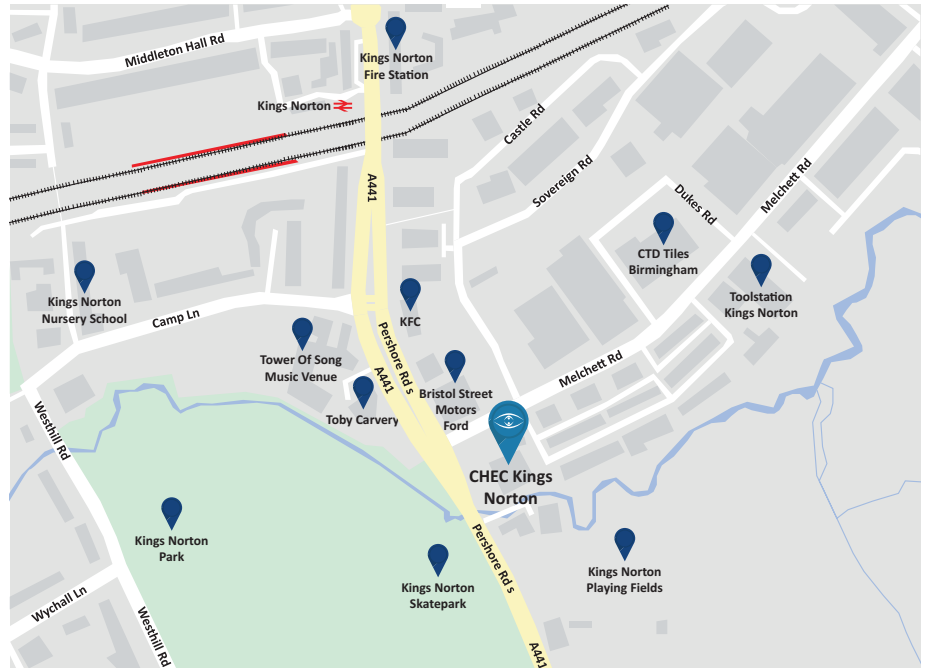 Middleton Hall Rd
Kings Norton
Fire Station
Kings Norton
Castle Rd
A441
Sovereign Rd
Dukes Rd
Melchett Rd
CTD Tiles
Birmingham
Toolstation
Kings Norton
Kings Norton
Nursery School
Camp Ln
KFC
Tower Of Song
Music Venue
Pershore Rd s
A441
Melchett Rd
Toby Carvery
Bristol Street
Motors
Ford
Westhill Rd
CHEC Kings
Norton
Kings Norton
Park
Pershore Rd s
Kings Norton
Skatepark
Kings Norton
Playing Fields
Wychall Ln
Westhill Rd
A441